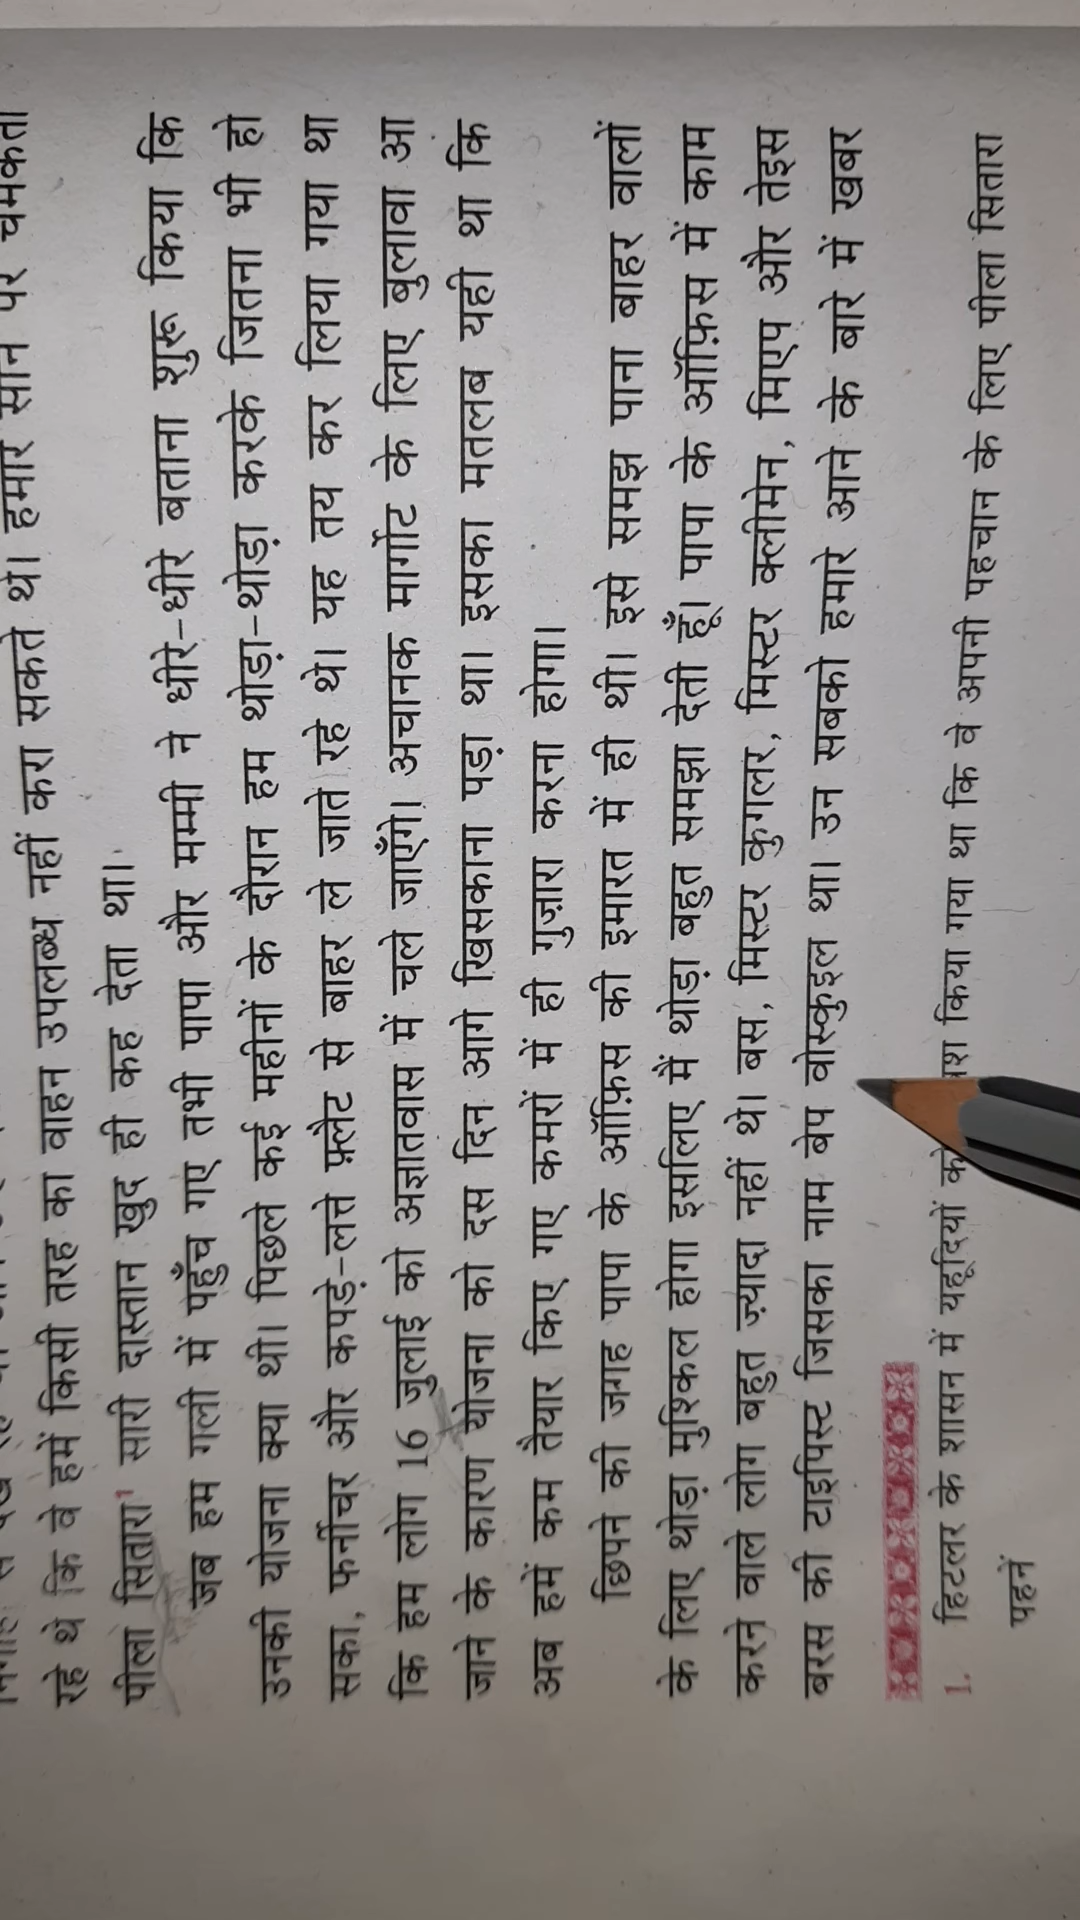 हमारे सीने पर चमकता
रहे थे कि वे हमें किसी तरह का वाहन उपलब्ध नहीं करा सकते थे। हमारे
पीला सितारा¹ सारी दास्तान खुद ही कह देता था।
जब हम गली में पहुँच गए तभी पापा और मम्मी ने धीरे-धीरे बताना शुरू किया कि
उनकी योजना क्या थी। पिछले कई महीनों के दौरान हम थोड़ा-थोड़ा करके जितना भी हो
सका, फर्नीचर और कपड़े-लत्ते फ़्लैट से बाहर ले जाते रहे थे। यह तय कर लिया गया था
कि हम लोग 16 जुलाई को अज्ञातवास में चले जाएँगे। अचानक मार्गोट के लिए बुलावा आ
जाने के कारण योजना को दस दिन आगे खिसकाना पड़ा था। इसका मतलब यही था कि
अब हमें कम तैयार किए गए कमरों में ही गुज़ारा करना होगा।
छिपने की जगह पापा के ऑफ़िस की इमारत में ही थी। इसे समझ पाना बाहर वालों
के लिए थोड़ा मुश्किल होगा इसलिए मैं थोड़ा बहुत समझा देती हूँ। पापा के ऑफ़िस में काम
करने वाले लोग बहुत ज़्यादा नहीं थे। बस, मिस्टर कुगलर, मिस्टर क्लीमेन, मिएप और तेइस
बरस की टाइपिस्ट जिसका नाम बेप वोस्कुइल था। उन सबको हमारे आने के बारे में खबर
1. हिटलर के शासन में यहूदियों को किया गया था कि वे अपनी पहचान के लिए पीला सितारा
पहनें